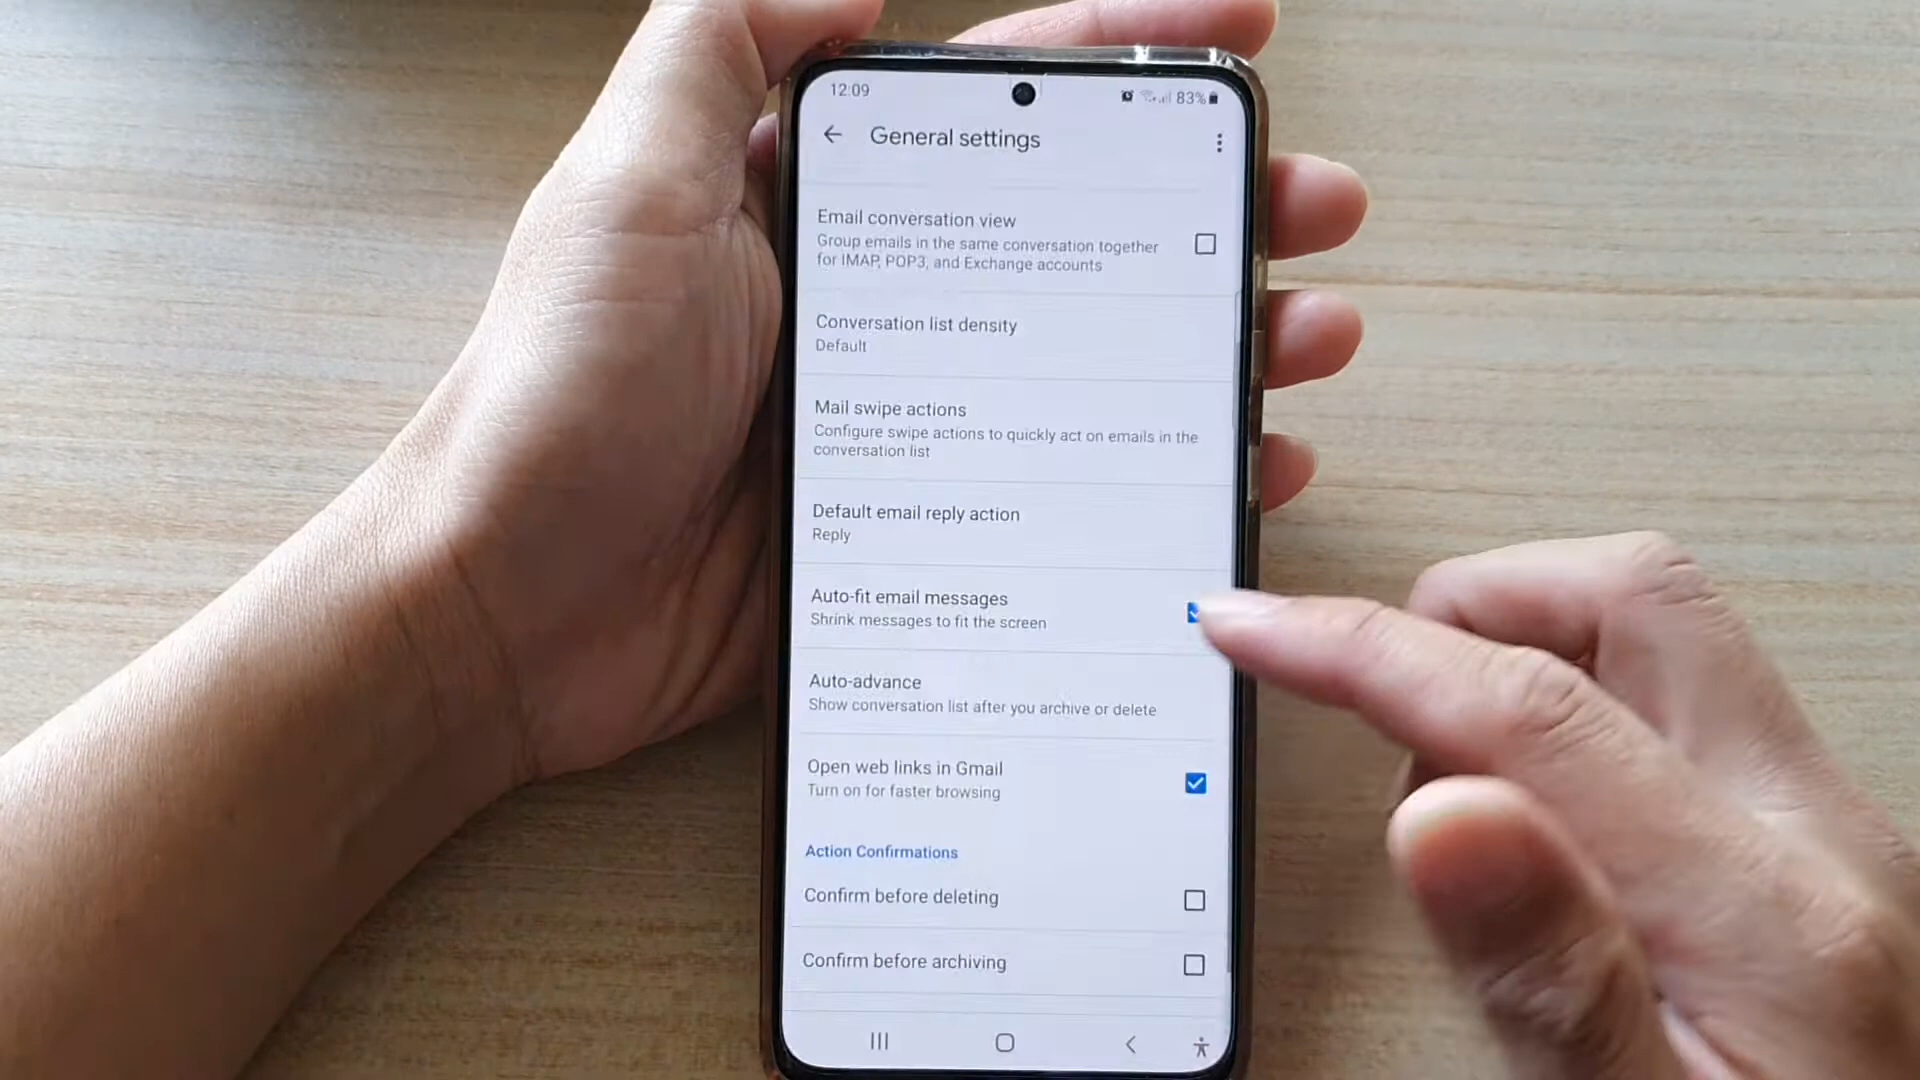 12:09
83%
General settings
Email conversation view
Group emails in the same conversation together
for IMAP, POP3, and Exchange accounts
Conversation list density
Default
Mail swipe actions
Configure swipe actions to quickly act on emails in the
conversation list
Default email reply action
Reply
Auto-fit email messages
Shrink messages to fit the screen
Auto-advance
Show conversation list after you archive or delete
Open web links in Gmail
Turn on for faster browsing
Action Confirmations
Confirm before deleting
Confirm before archiving